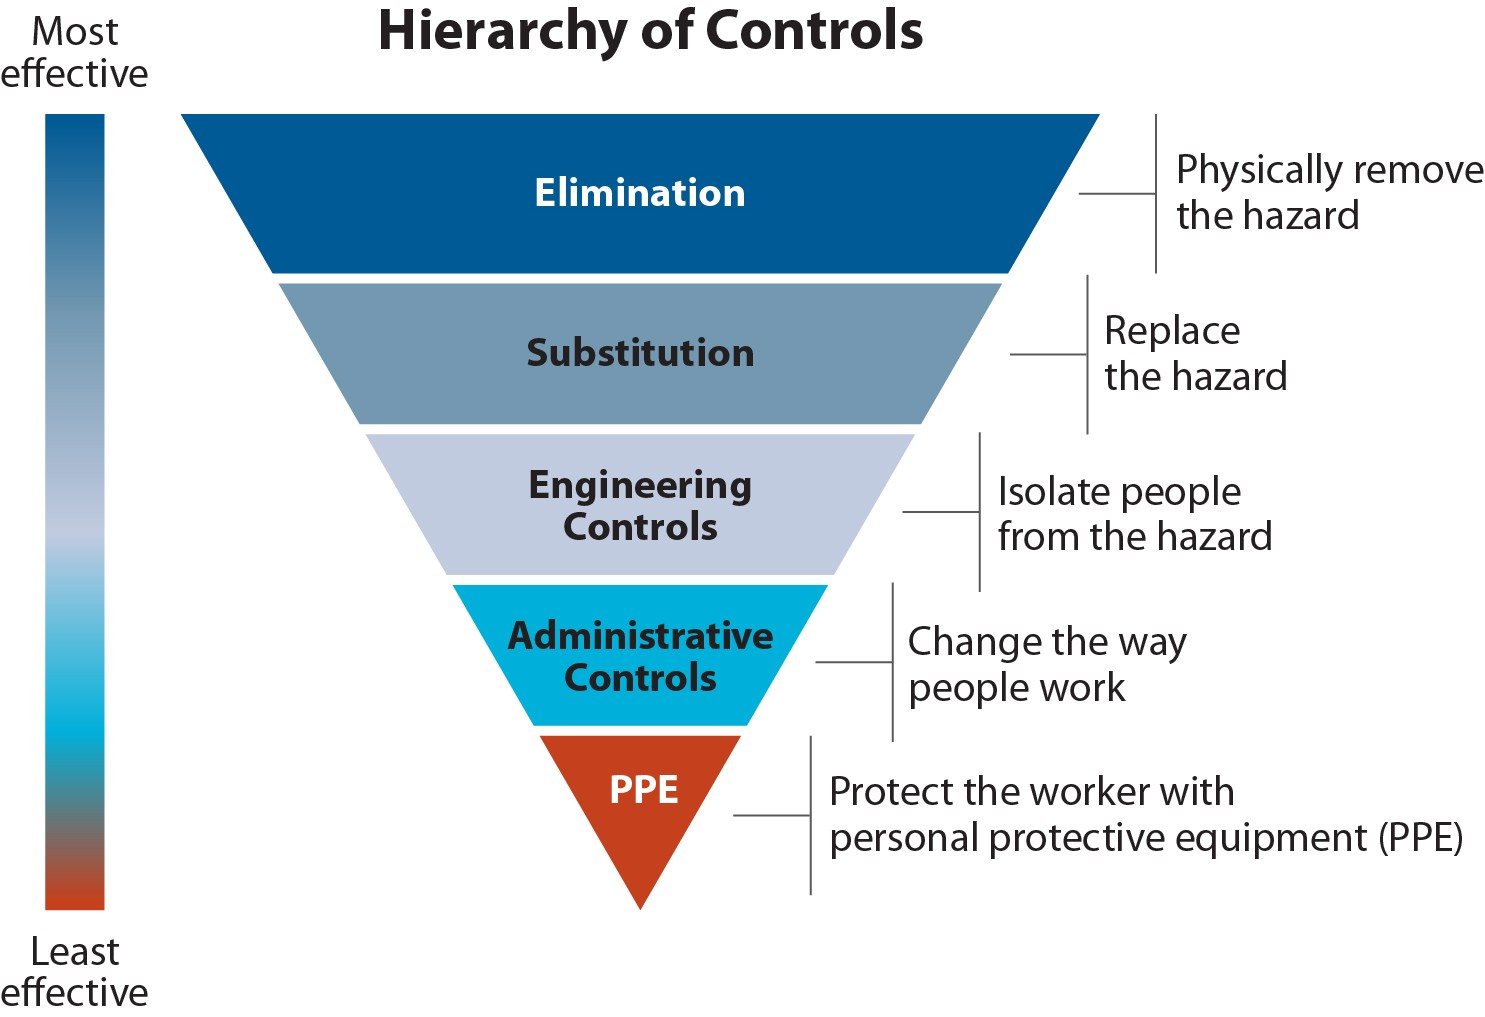 Hierarchy of Controls
Most
effective
Elimination
Physically remove
the hazard
Substitution
Replace
the hazard
Engineering
Controls
Isolate people
from the hazard
Administrative
Controls
Change the way
people work
PPE
Protect the worker with
personal protective equipment (PPE)
Least
effective